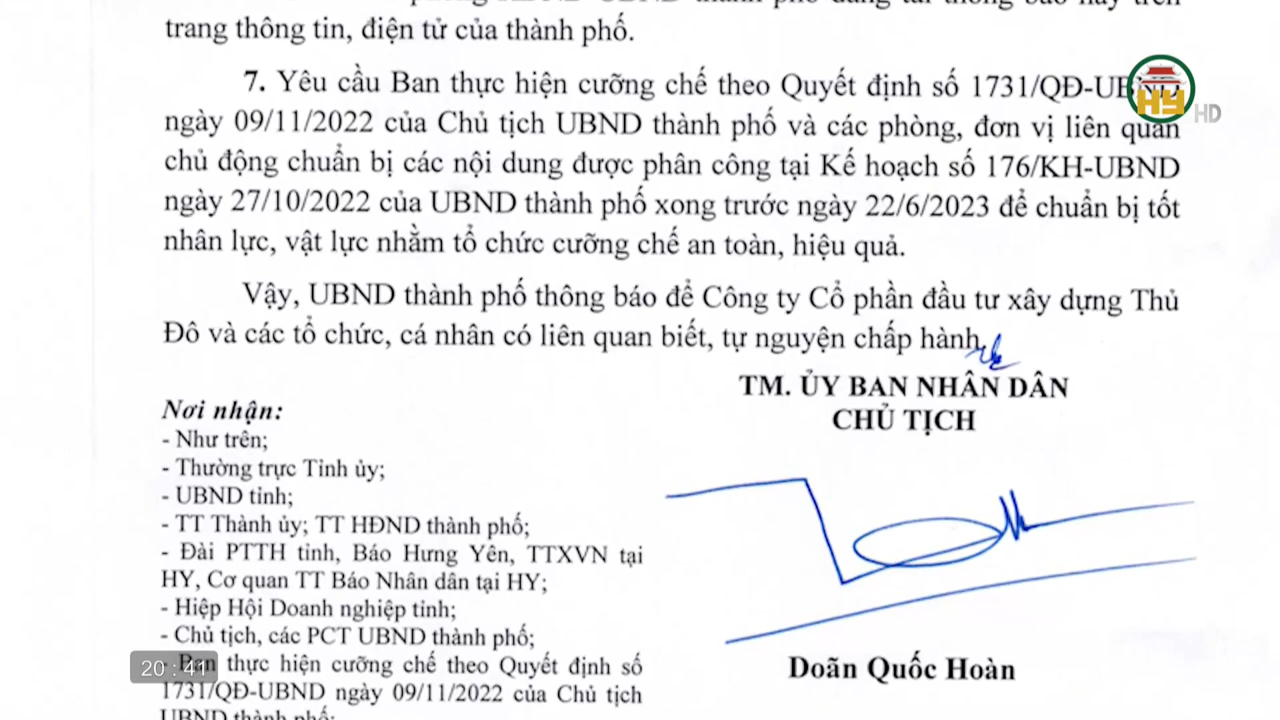 trang thông tin, điện tử của thành phố.
7. Yêu cầu Ban thực hiện cưỡng chế theo Quyết định số 1731/QĐ-UBND
ngày 09/11/2022 của Chủ tịch UBND thành phố và các phòng, đơn vị liên quan
chủ động chuẩn bị các nội dung được phân công tại Kế hoạch số 176/KH-UBND
ngày 27/10/2022 của UBND thành phố xong trước ngày 22/6/2023 để chuẩn bị tốt
nhân lực, vật lực nhằm tổ chức cưỡng chế an toàn, hiệu quả.
Vậy, UBND thành phố thông báo để Công ty Cổ phần đầu tư xây dựng Thủ
Đô và các tổ chức, cá nhân có liên quan biết, tự nguyện chấp hành.
TM. ỦY BAN NHÂN DÂN
CHỦ TỊCH
Doãn Quốc Hoàn
Nơi nhận:
- Như trên;
- Thường trực Tỉnh ủy;
- UBND tỉnh;
- TT Thành ủy; TT HĐND thành phố;
- Đài PTTH tỉnh, Báo Hưng Yên, TTXVN tại
HY, Cơ quan TT Báo Nhân dân tại HY;
- Hiệp Hội Doanh nghiệp tỉnh;
- Chủ tịch, các PCT UBND thành phố;
- Ban thực hiện cưỡng chế theo Quyết định số
1731/QĐ-UBND ngày 09/11/2022 của Chủ tịch
UBND thành phố;
HY HD
20:41